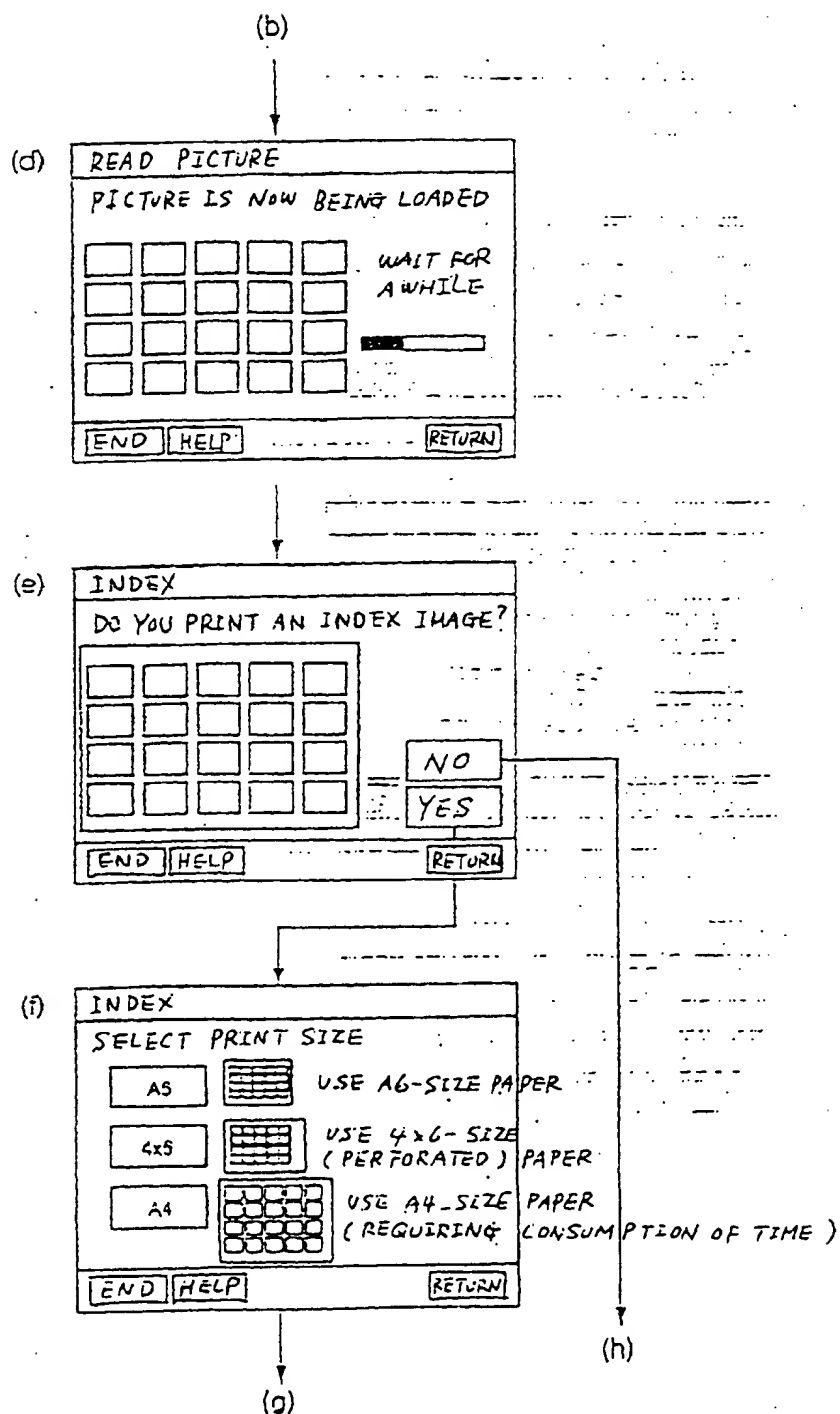 (b)
(d)
READ PICTURE
PICTURE IS NOW BEING LOADED
WAIT FOR
A WHILE
END HELP RETURN
(e)
INDEX
DO YOU PRINT AN INDEX IMAGE?
NO
YES
END HELP RETURN
(f)
INDEX
SELECT PRINT SIZE
A5 USE A6-SIZE PAPER
4x6 USE 4x6-SIZE
(PERFORATED) PAPER
A4 USE A4-SIZE PAPER
(REQUIRING CONSUMPTION OF TIME)
END HELP RETURN
(h)
(g)